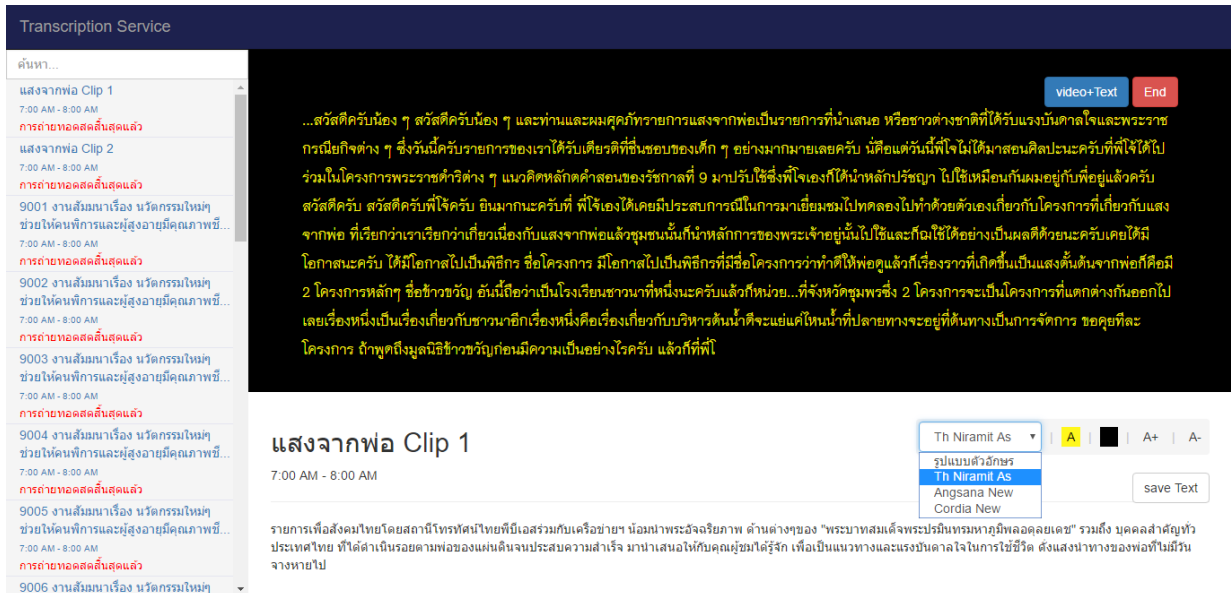 Transcription Service
ค้นหา...
แสงจากพ่อ Clip 1
7:00 AM - 8:00 AM
การถ่ายทอดสดสิ้นสุดแล้ว
แสงจากพ่อ Clip 2
7:00 AM - 8:00 AM
การถ่ายทอดสดสิ้นสุดแล้ว
9001 งานสัมมนาเรื่อง นวัตกรรมใหม่ๆ
ช่วยให้คนพิการและผู้สูงอายุมีคุณภาพชี...
7:00 AM - 8:00 AM
การถ่ายทอดสดสิ้นสุดแล้ว
9002 งานสัมมนาเรื่อง นวัตกรรมใหม่ๆ
ช่วยให้คนพิการและผู้สูงอายุมีคุณภาพชี...
7:00 AM - 8:00 AM
การถ่ายทอดสดสิ้นสุดแล้ว
9003 งานสัมมนาเรื่อง นวัตกรรมใหม่ๆ
ช่วยให้คนพิการและผู้สูงอายุมีคุณภาพชี...
7:00 AM - 8:00 AM
การถ่ายทอดสดสิ้นสุดแล้ว
9004 งานสัมมนาเรื่อง นวัตกรรมใหม่ๆ
ช่วยให้คนพิการและผู้สูงอายุมีคุณภาพชี...
7:00 AM - 8:00 AM
การถ่ายทอดสดสิ้นสุดแล้ว
9005 งานสัมมนาเรื่อง นวัตกรรมใหม่ๆ
ช่วยให้คนพิการและผู้สูงอายุมีคุณภาพชี...
7:00 AM - 8:00 AM
การถ่ายทอดสดสิ้นสุดแล้ว
9006 งานสัมมนาเรื่อง นวัตกรรมใหม่ๆ
video+Text End
...สวัสดีครับน้อง ๆ สวัสดีครับน้อง ๆ และท่านและผมศุคภัทรายการแสงจากพ่อเป็นรายการที่นำเสนอ หรือชาวต่างชาติที่ได้รับแรงบันดาลใจและพระราช
กรณียกิจต่าง ๆ ซึ่งวันนี้ครับรายการของเราได้รับเกียรติที่ชื่นชอบของเด็ก ๆ อย่างมากมายเลยครับ นี่คือแต่วันนี้พี่โจไม่ได้มาสอนศิลปะนะครับที่พี่โจ้ได้ไป
ร่วมในโครงการพระราชดำริต่าง ๆ แนวคิดหลักคำสอนของรัชกาลที่ 9 มาปรับใช้ซึ่งพี่โจเองก็ได้นำหลักปรัชญา ไปใช้เหมือนกันผมอยู่กับพี่อยู่แล้วครับ
สวัสดีครับ สวัสดีครับพี่โจ้ครับ ยินมากนะครับที่ พี่โจ้เองได้เคยมีประสบการณ์ในการมาเยี่ยมชมไปทดลองไปทำด้วยตัวเองเกี่ยวกับโครงการที่เกี่ยวกับแสง
จากพ่อ ที่เรียกว่าเราเรียกว่าเกี่ยวเนื่องกับแสงจากพ่อแล้วชุมชนนั้นก็นำหลักการของพระเจ้าอยู่นั้นไปใช้และก็ณใช้ได้อย่างเป็นผลดีด้วยนะครับเคยได้มี
โอกาสนะครับ ได้มีโอกาสไปเป็นพิธีกร ชื่อโครงการ มีโอกาสไปเป็นพิธีกรที่มีชื่อโครงการว่าทำดีให้พ่อดูแล้วก็เรื่องราวที่เกิดขึ้นเป็นแสงตั้นต้นจากพ่อก็คือมี
2 โครงการหลักๆ ชื่อข้าวขวัญ อันนี้ถือว่าเป็นโรงเรียนชาวนาที่หนึ่งนะครับแล้วก็หน่วย...ที่จังหวัดชุมพรซึ่ง 2 โครงการจะเป็นโครงการที่แตกต่างกันออกไป
เลยเรื่องหนึ่งเป็นเรื่องเกี่ยวกับชาวนาอีกเรื่องหนึ่งคือเรื่องเกี่ยวกับบริหารต้นน้ำดีจะแย่แค่ไหนน้ำที่ปลายทางจะอยู่ที่ต้นทางเป็นการจัดการ ขอคุยทีละ
โครงการ ถ้าพูดถึงมูลนิธิข้าวขวัญก่อนมีความเป็นอย่างไรครับ แล้วก็ที่พี่โ
แสงจากพ่อ Clip 1
7:00 AM - 8:00 AM
Th Niramit As | A | | A+ | A-
รูปแบบตัวอักษร
Th Niramit As
Angsana New
Cordia New
save Text
รายการเพื่อสังคมไทยโดยสถานีโทรทัศน์ไทยพีบีเอสร่วมกับเครือข่ายฯ น้อมนำพระอัจฉริยภาพ ด้านต่างๆของ "พระบาทสมเด็จพระปรมินทรมหาภูมิพลอดุลยเดช" รวมถึง บุคคลสำคัญทั่ว
ประเทศไทย ที่ได้ดำเนินรอยตามพ่อของแผ่นดินจนประสบความสำเร็จ มานำเสนอให้กับคุณผู้ชมได้รู้จัก เพื่อเป็นแนวทางและแรงบันดาลใจในการใช้ชีวิต ดั่งแสงนำทางของพ่อที่ไม่มีวัน
จางหายไป